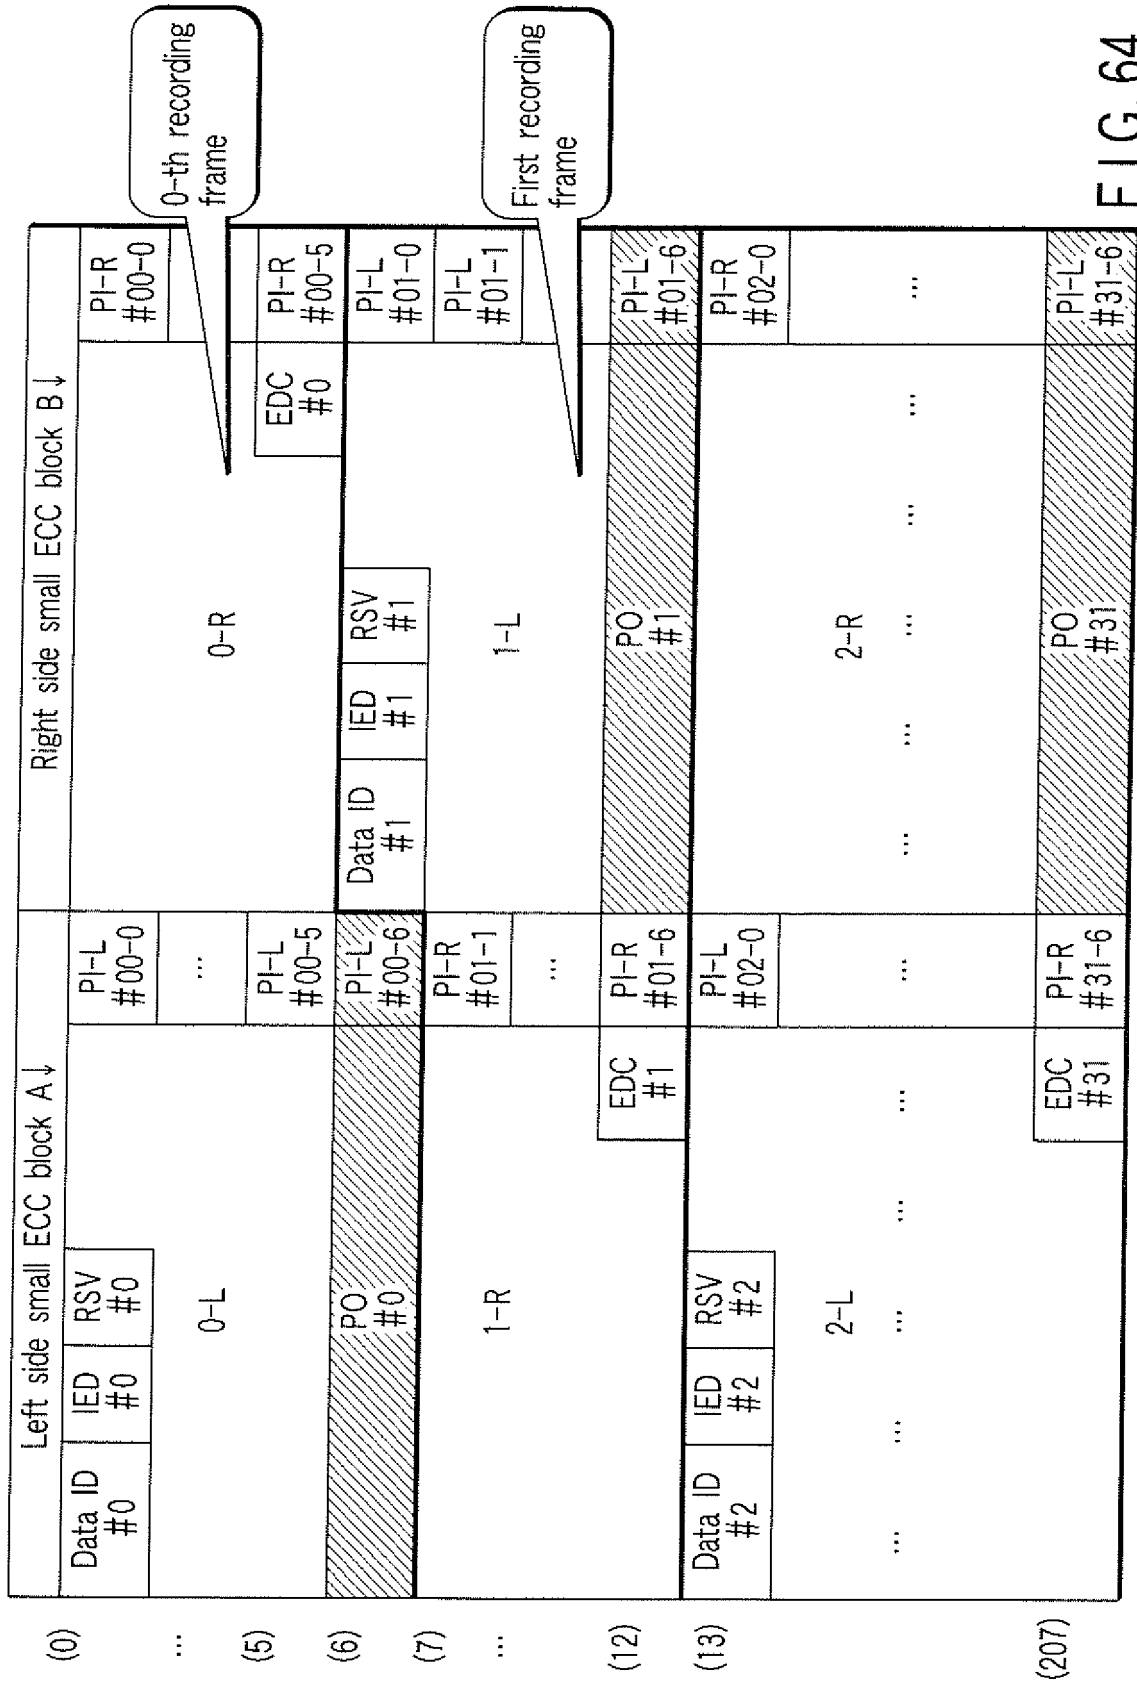 Left side small ECC block A↓
Right side small ECC block B↓
(0)
Data ID
#0
IED
#0
RSV
#0
PI-L
#00-0
PI-R
#00-0
...
0-L
...
0-R
...
0-th recording
frame
(5)
PI-L
#00-5
EDC
#0
PI-R
#00-5
(6)
PO
#0
PI-L
#00-6
Data ID
#1
IED
#1
RSV
#1
PI-L
#01-0
(7)
PI-R
#01-1
PI-L
#01-1
...
1-R
...
1-L
First recording
frame
(12)
EDC
#1
PI-R
#01-6
PO
#1
PI-L
#01-6
(13)
Data ID
#2
IED
#2
RSV
#2
PI-L
#02-0
PI-R
#02-0
2-L
2-R
... ... ... ... ... ... ... ... ... ... ... ...
(207)
EDC
#31
PI-R
#31-6
PO
#31
PI-L
#31-6
FIG. 64